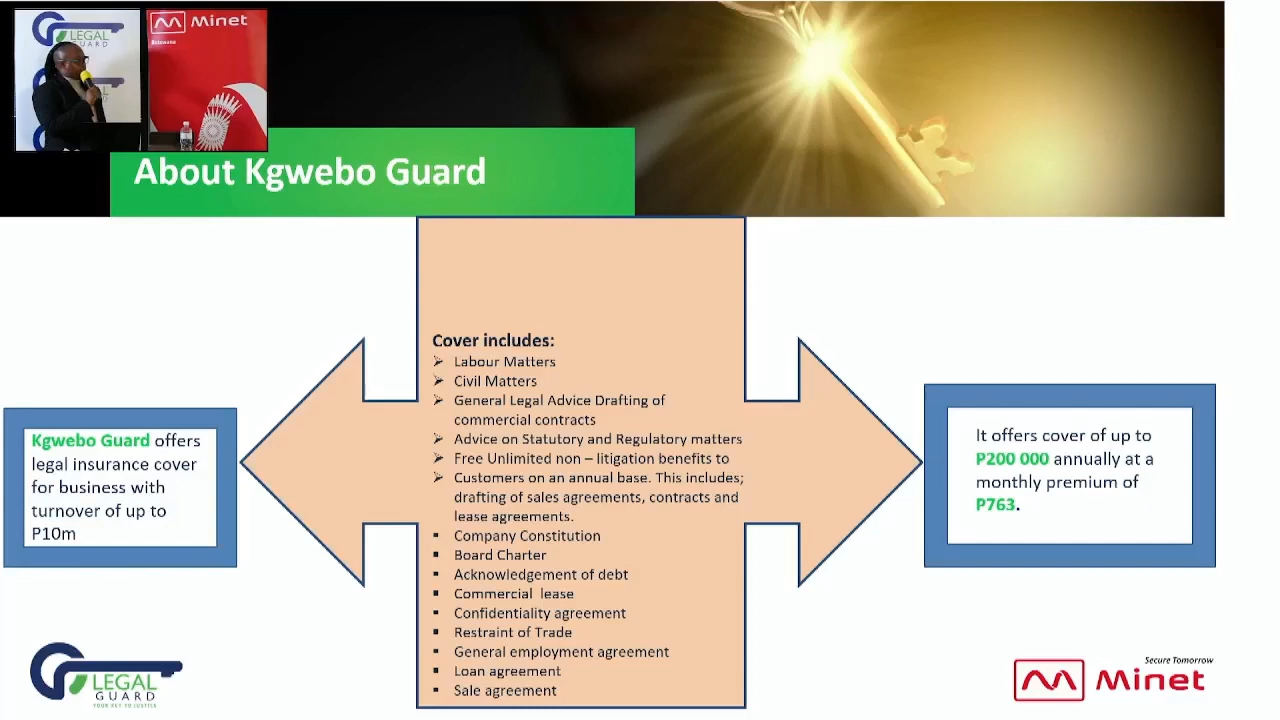 LEGAL
GUARD
Minet
Botswana
About Kgwebo Guard
Kgwebo Guard offers
legal insurance cover
for business with
turnover of up to
P10m
Cover includes:
Labour Matters
Civil Matters
General Legal Advice Drafting of
commercial contracts
Advice on Statutory and Regulatory matters
Free Unlimited non – litigation benefits to
Customers on an annual base. This includes;
drafting of sales agreements, contracts and
lease agreements.
Company Constitution
Board Charter
Acknowledgement of debt
Commercial lease
Confidentiality agreement
Restraint of Trade
General employment agreement
Loan agreement
Sale agreement
It offers cover of up to
P200 000 annually at a
monthly premium of
P763.
LEGAL
GUARD
YOUR KEY TO JUSTICE
Secure Tomorrow
Minet